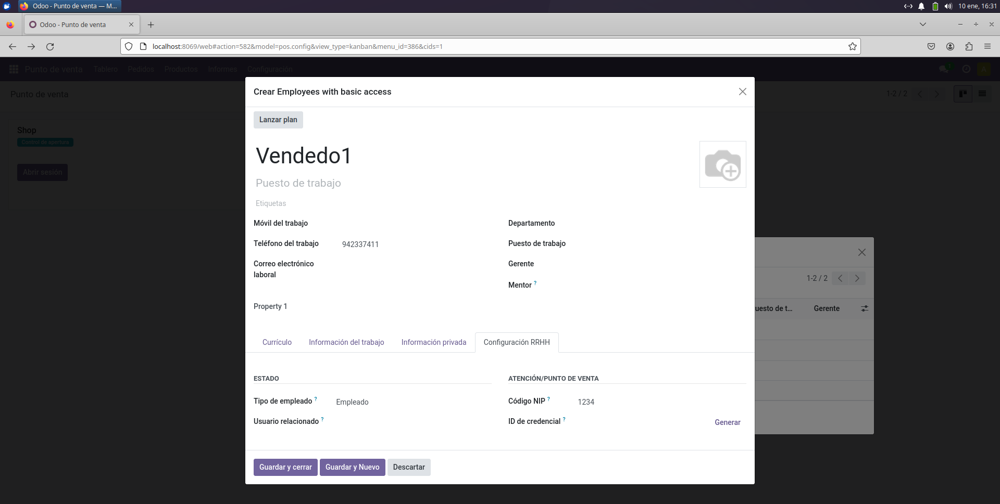 Odoo - Punto de venta — M...
10 ene, 16:31
Odoo - Punto de venta
localhost:8069/web#action=582&model=pos.config&view_type=kanban&menu_id=386&cids=1
Punto de venta Tablero Pedidos Productos Informes Configuración
A
Punto de venta
1-2 / 2
Shop
Control de apertura
Abrir sesión
Crear Employees with basic access
Lanzar plan
Vendedo1
Puesto de trabajo
Etiquetas
Móvil del trabajo
Departamento
Teléfono del trabajo 942337411
Puesto de trabajo
Correo electrónico
laboral
Gerente
Mentor ?
Property 1
Currículo Información del trabajo Información privada Configuración RRHH
ESTADO
ATENCIÓN/PUNTO DE VENTA
Tipo de empleado ? Empleado
Código NIP ? 1234
Usuario relacionado ?
ID de credencial ? Generar
Guardar y cerrar Guardar y Nuevo Descartar
1-2 / 2
uesto de t... Gerente